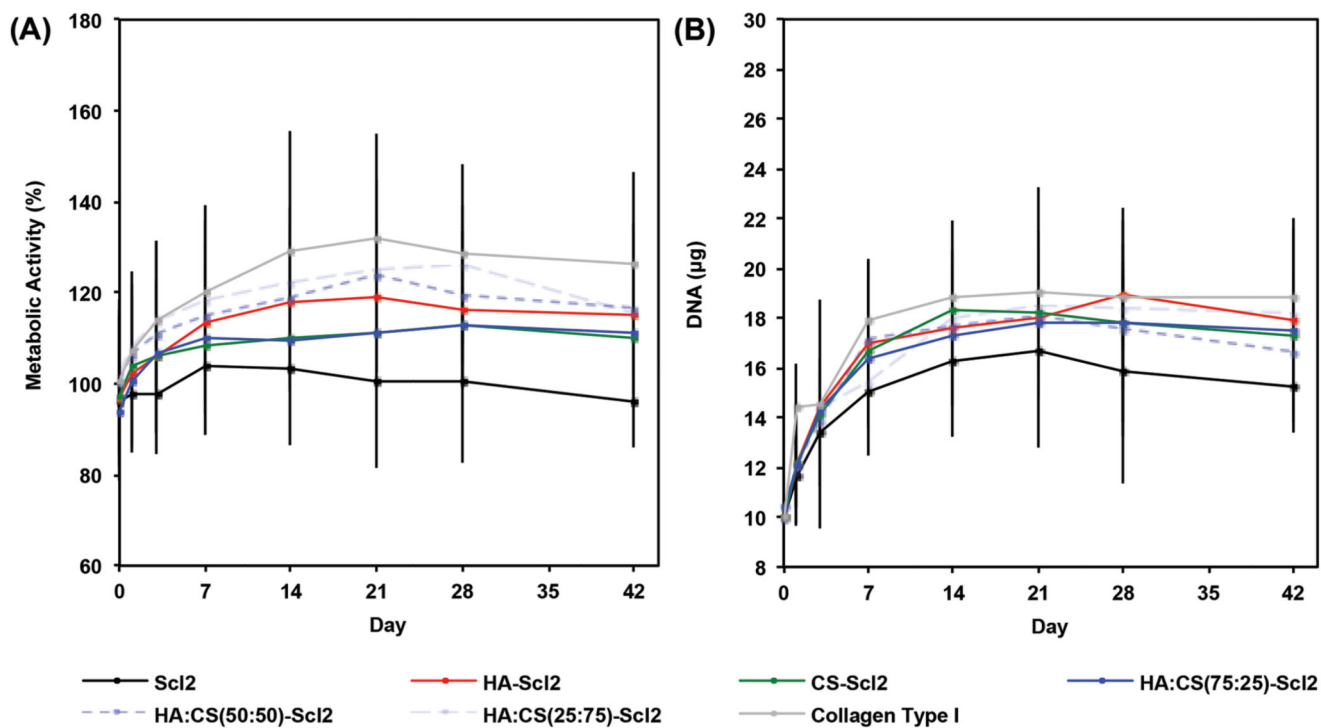 (A)
180
160
140
120
100
80
60
Metabolic Activity (%)
0 7 14 21 28 35 42
Day
(B)
30
28
26
24
22
20
18
16
14
12
10
8
DNA (µg)
0 7 14 21 28 35 42
Day
Scl2 HA-Scl2 CS-Scl2 HA:CS(75:25)-Scl2
HA:CS(50:50)-Scl2 HA:CS(25:75)-Scl2 Collagen Type I